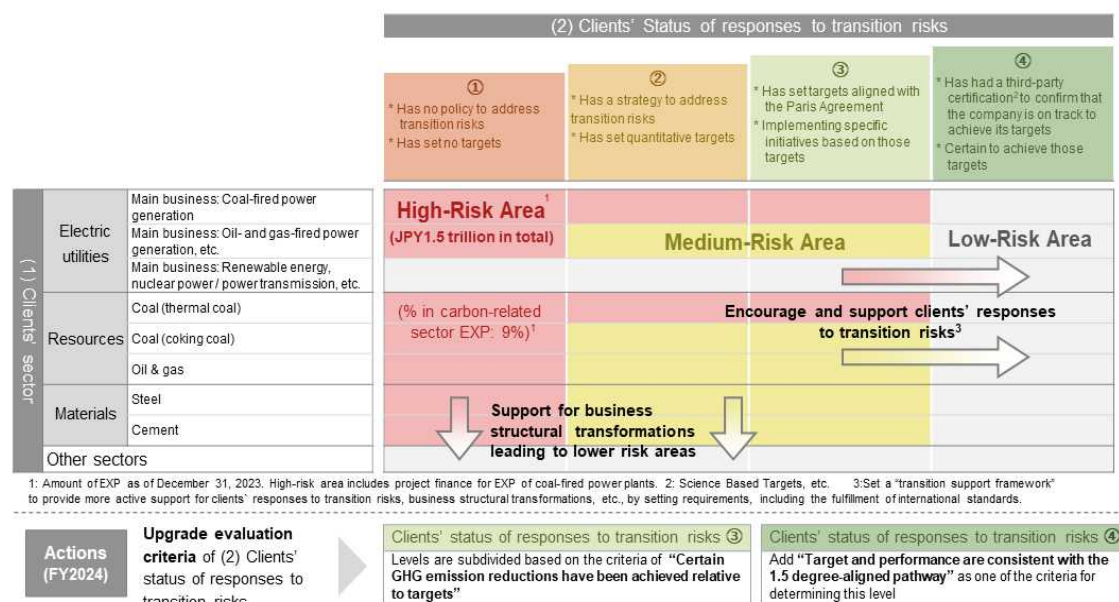 (2) Clients' Status of responses to transition risks
①
* Has no policy to address
transition risks
* Has set no targets
②
* Has a strategy to address
transition risks
* Has set quantitative targets
③
* Has set targets aligned with
the Paris Agreement
* Implementing specific
initiatives based on those
targets
④
* Has had a third-party
certification2 to confirm that
the company is on track to
achieve its targets
* Certain to achieve those
targets
(1) Clients' sector
Electric
utilities
Main business: Coal-fired power
generation
Main business: Oil- and gas-fired power
generation, etc.
Main business: Renewable energy,
nuclear power / power transmission, etc.
Resources
Coal (thermal coal)
Coal (coking coal)
Oil & gas
Materials
Steel
Cement
Other sectors
High-Risk Area1
(JPY1.5 trillion in total)
Medium-Risk Area
Low-Risk Area
(% in carbon-related
sector EXP: 9%)1
Encourage and support clients' responses
to transition risks3
Support for business
structural transformations
leading to lower risk areas
1: Amount of EXP as of December 31, 2023. High-risk area includes project finance for EXP of coal-fired power plants. 2: Science Based Targets, etc. 3:Set a "transition support framework"
to provide more active support for clients` responses to transition risks, business structural transformations, etc., by setting requirements, including the fulfillment of international standards.
Actions
(FY2024)
Upgrade evaluation
criteria of (2) Clients'
status of responses to
transition risks
Clients' status of responses to transition risks ③
Levels are subdivided based on the criteria of "Certain
GHG emission reductions have been achieved relative
to targets"
Clients' status of responses to transition risks ④
Add "Target and performance are consistent with the
1.5 degree-aligned pathway" as one of the criteria for
determining this level